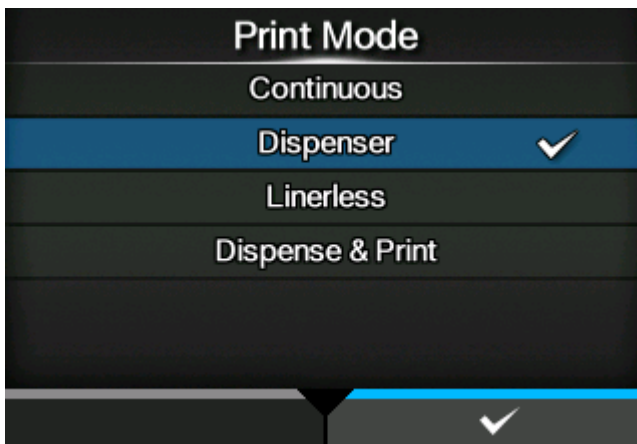 Print Mode
Continuous
Dispenser
Linerless
Dispense & Print